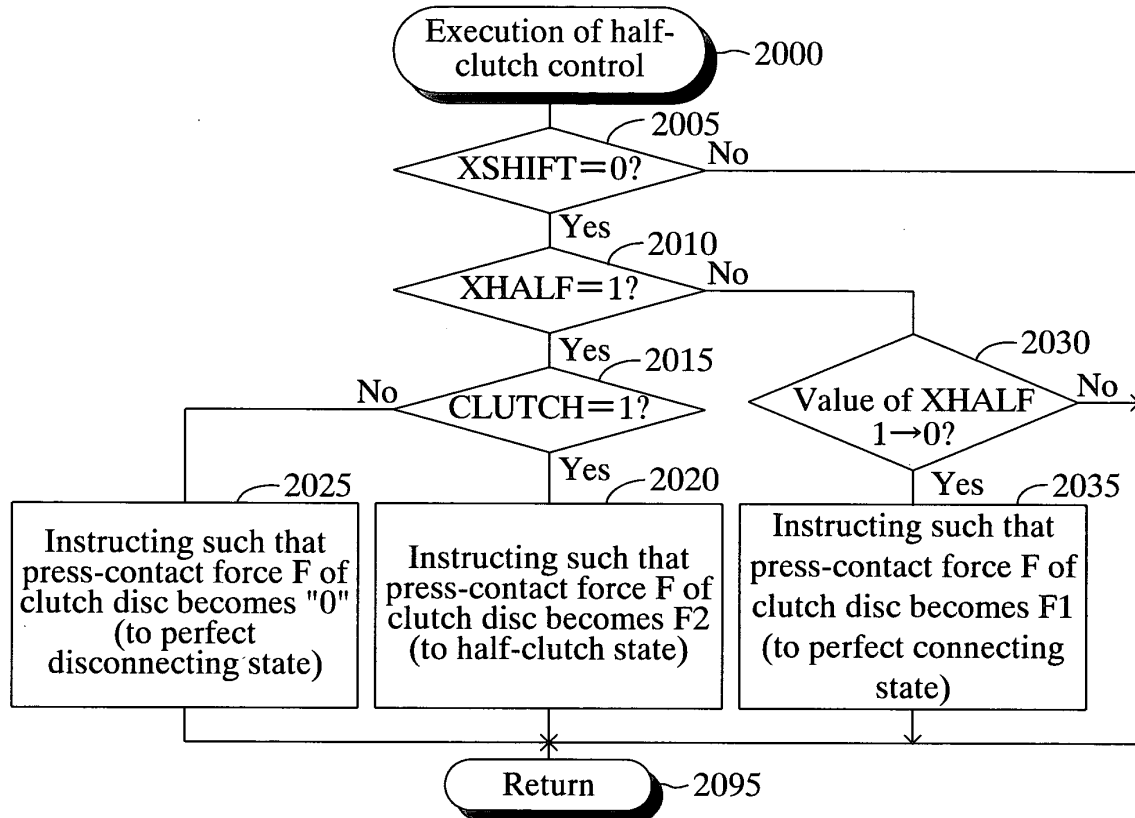 Execution of half-
clutch control
2000
2005
XSHIFT=0?
No
Yes
2010
XHALF=1?
No
Yes
2015
CLUTCH=1?
No
Yes
2030
Value of XHALF
1→0?
No
Yes
2025
Instructing such that
press-contact force F of
clutch disc becomes "0"
(to perfect
disconnecting state)
2020
Instructing such that
press-contact force F of
clutch disc becomes F2
(to half-clutch state)
2035
Instructing such that
press-contact force F of
clutch disc becomes F1
(to perfect connecting
state)
Return
2095